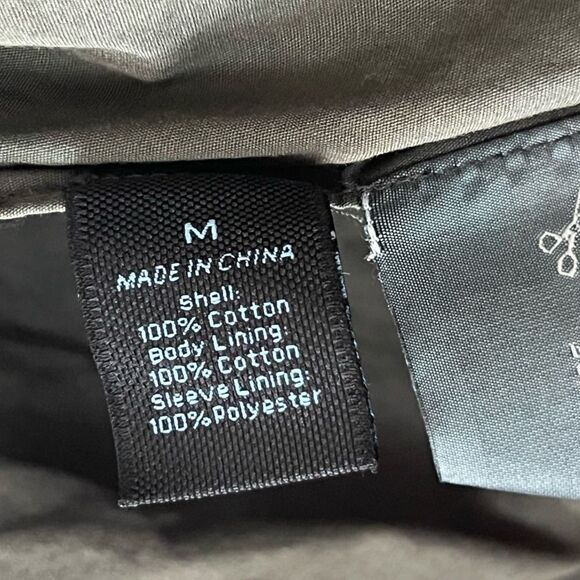 M
MADE IN CHINA
Shell:
100% Cotton
Body Lining:
100% Cotton
Sleeve Lining:
100% Polyester